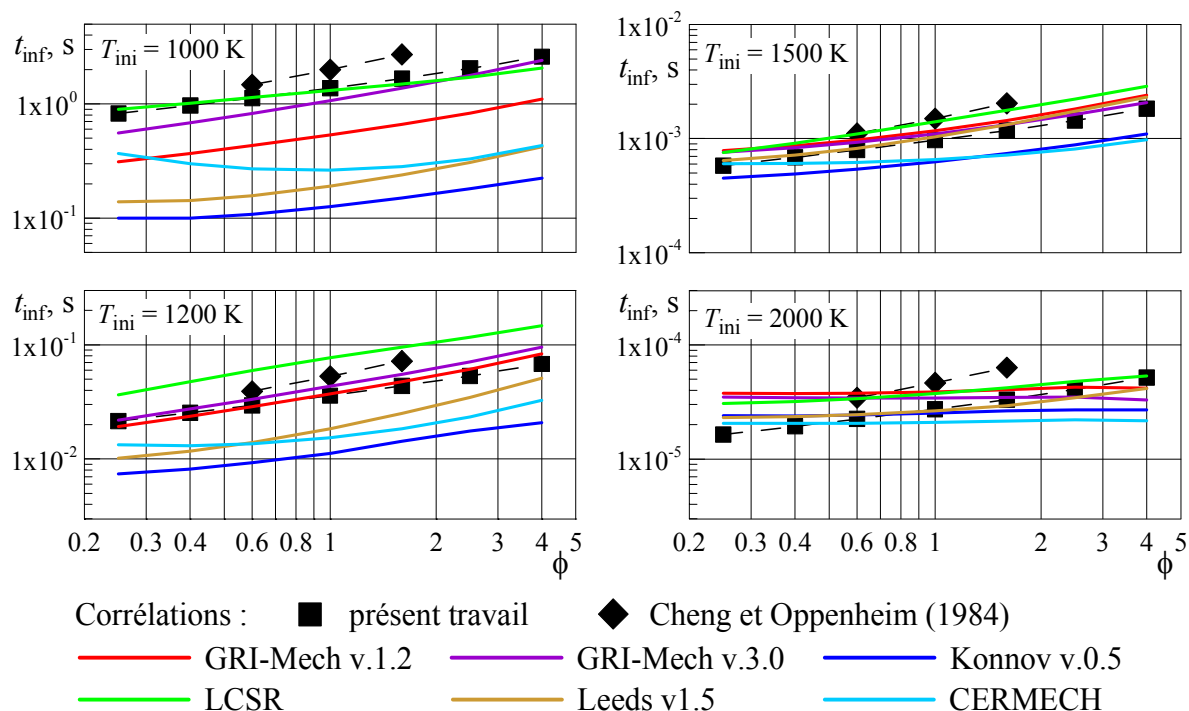 t_inf, s
T_ini = 1000 K
1x10^0
1x10^-1
1x10^-2
t_inf, s
T_ini = 1500 K
1x10^-3
1x10^-4
t_inf, s
T_ini = 1200 K
1x10^-1
1x10^-2
0.2 0.3 0.4 0.6 0.8 1 2 3 4 5
ϕ
t_inf, s
T_ini = 2000 K
1x10^-4
1x10^-5
0.2 0.3 0.4 0.6 0.8 1 2 3 4 5
ϕ
Corrélations : présent travail Cheng et Oppenheim (1984)
GRI-Mech v.1.2 GRI-Mech v.3.0 Konnov v.0.5
LCSR Leeds v1.5 CERMECH